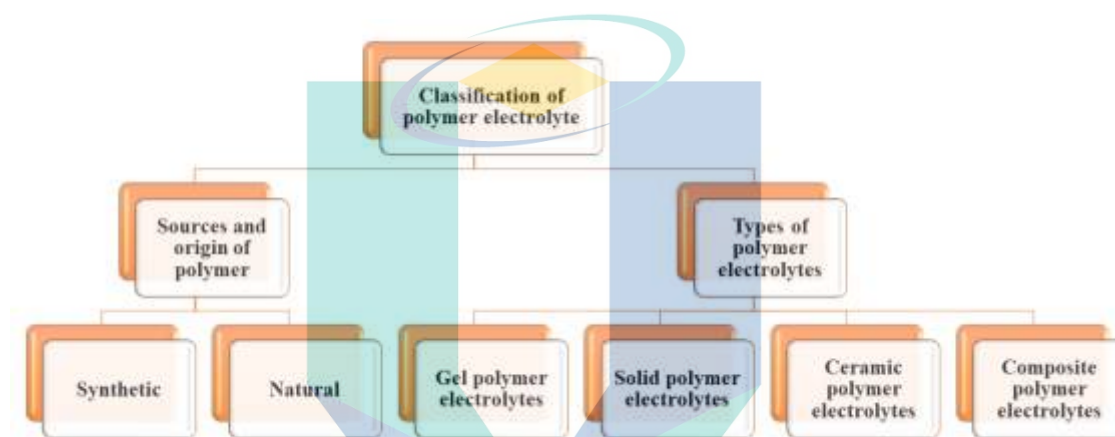 Classification of
polymer electrolyte
Sources and
origin of
polymer
Types of
polymer
electrolytes
Synthetic
Natural
Gel polymer
electrolytes
Solid polymer
electrolytes
Ceramic
polymer
electrolytes
Composite
polymer
electrolytes